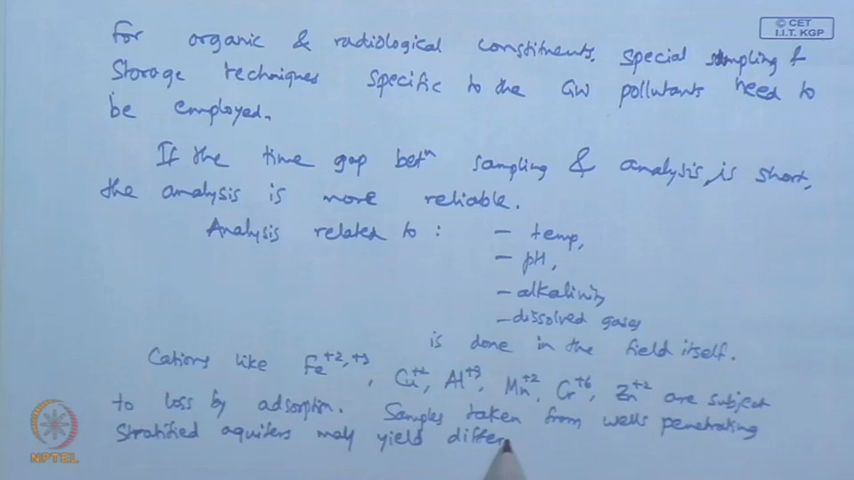 © CET
I.I.T. KGP
For organic & radiological constituents, special sampling &
Storage techniques specific to the GW pollutants need to
be employed.
If the time gap betn sampling & analysis, is short,
the analysis is more reliable.
Analysis related to : – temp,
– pH,
– alkalinity
– dissolved gases
is done in the field itself.
Cations like Fe+2,+3, Cu+2, Al+3, Mn+2, Cr+6, Zn+2 are subject
to loss by adsorption. Samples taken from wells penetrating
Stratified aquifers may yield differ
NPTEL